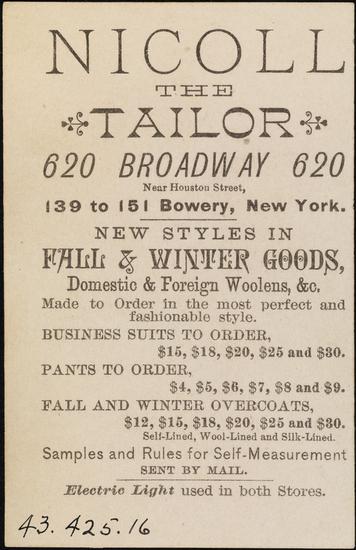 NICOLL
THE
TAILOR
620 BROADWAY 620
Near Houston Street,
139 to 151 Bowery, New York.
NEW STYLES IN
FALL & WINTER GOODS,
Domestic & Foreign Woolens, &c,
Made to Order in the most perfect and
fashionable style.
BUSINESS SUITS TO ORDER,
$15, $18, $20, $25 and $30.
PANTS TO ORDER,
$4, $5, $6, $7, $8 and $9.
FALL AND WINTER OVERCOATS,
$12, $15, $18, $20, $25 and $30.
Self-Lined, Wool-Lined and Silk-Lined.
Samples and Rules for Self-Measurement
SENT BY MAIL.
Electric Light used in both Stores.
43.425.16